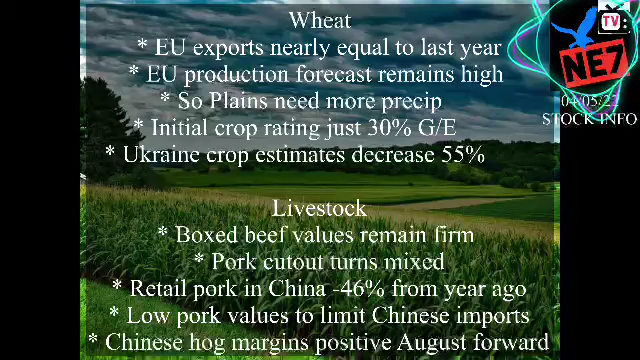 Wheat
* EU exports nearly equal to last year
* EU production forecast remains high
* So Plains need more precip
* Initial crop rating just 30% G/E
* Ukraine crop estimates decrease 55%
Livestock
* Boxed beef values remain firm
* Pork cutout turns mixed
* Retail pork in China -46% from year ago
* Low pork values to limit Chinese imports
* Chinese hog margins positive August forward
TV
NE7
04/05/22
STOCK INFO